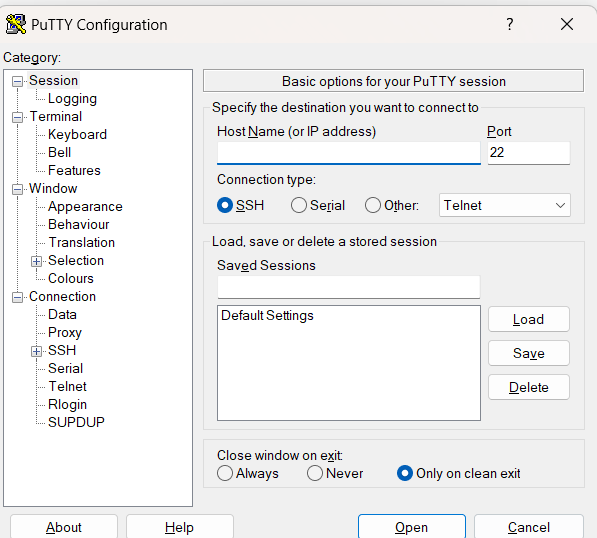 PuTTY Configuration ?
Category:
Session
Logging
Terminal
Keyboard
Bell
Features
Window
Appearance
Behaviour
Translation
Selection
Colours
Connection
Data
Proxy
SSH
Serial
Telnet
Rlogin
SUPDUP
Basic options for your PuTTY session
Specify the destination you want to connect to
Host Name (or IP address) Port
22
Connection type:
SSH Serial Other: Telnet
Load, save or delete a stored session
Saved Sessions
Default Settings
Load
Save
Delete
Close window on exit:
Always Never Only on clean exit
About Help Open Cancel